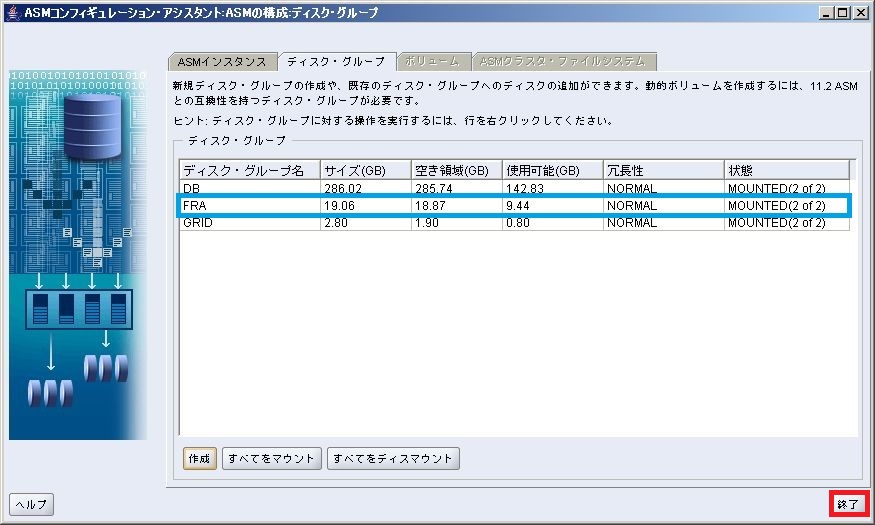 ASMコンフィギュレーション・アシスタント:ASMの構成:ディスク・グループ
ASMインスタンス ディスク・グループ ボリューム ASMクラスタ・ファイルシステム
新規ディスク・グループの作成や、既存のディスク・グループへのディスクの追加ができます。動的ボリュームを作成するには、11.2 ASM
との互換性を持つディスク・グループが必要です。
ヒント: ディスク・グループに対する操作を実行するには、行を右クリックしてください。
ディスク・グループ
ディスク・グループ名 サイズ(GB) 空き領域(GB) 使用可能(GB) 冗長性 状態
DB 286.02 285.74 142.83 NORMAL MOUNTED(2 of 2)
FRA 19.06 18.87 9.44 NORMAL MOUNTED(2 of 2)
GRID 2.80 1.90 0.80 NORMAL MOUNTED(2 of 2)
作成 すべてをマウント すべてをディスマウント
ヘルプ 終了